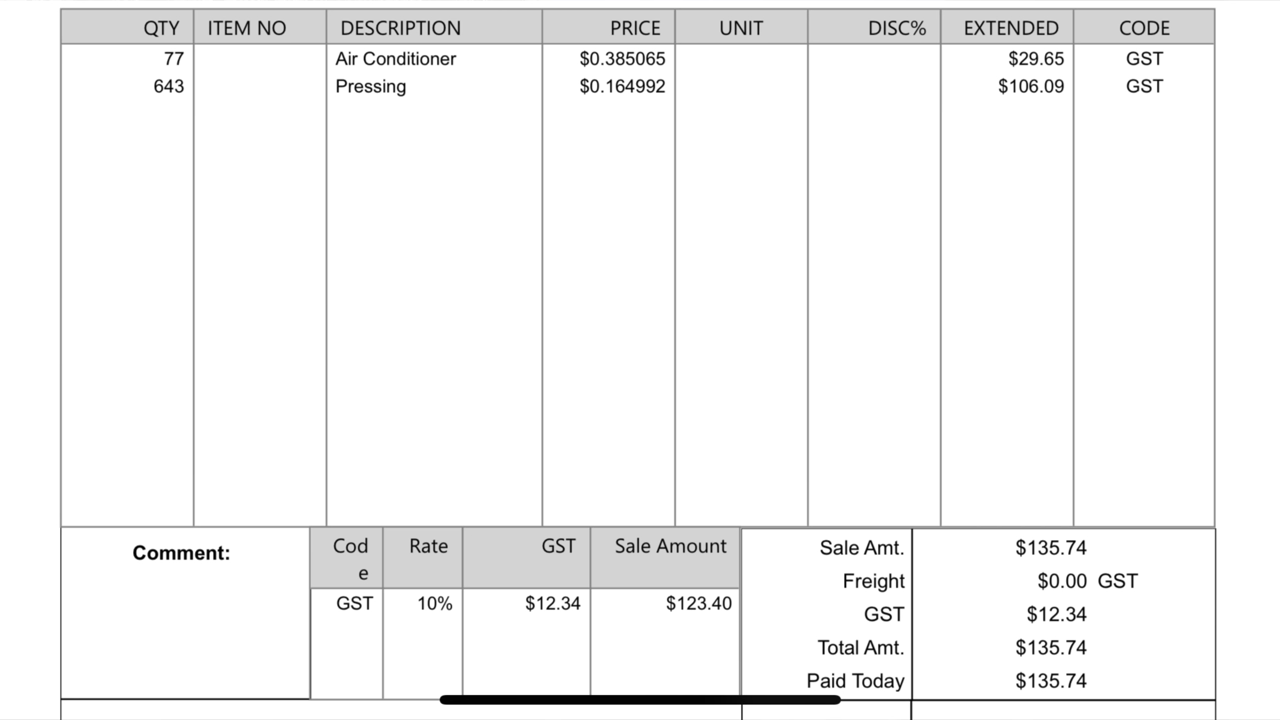 QTY ITEM NO DESCRIPTION PRICE UNIT DISC% EXTENDED CODE
77 Air Conditioner $0.385065 $29.65 GST
643 Pressing $0.164992 $106.09 GST
Comment:
Code Rate GST Sale Amount
GST 10% $12.34 $123.40
Sale Amt. $135.74
Freight $0.00 GST
GST $12.34
Total Amt. $135.74
Paid Today $135.74